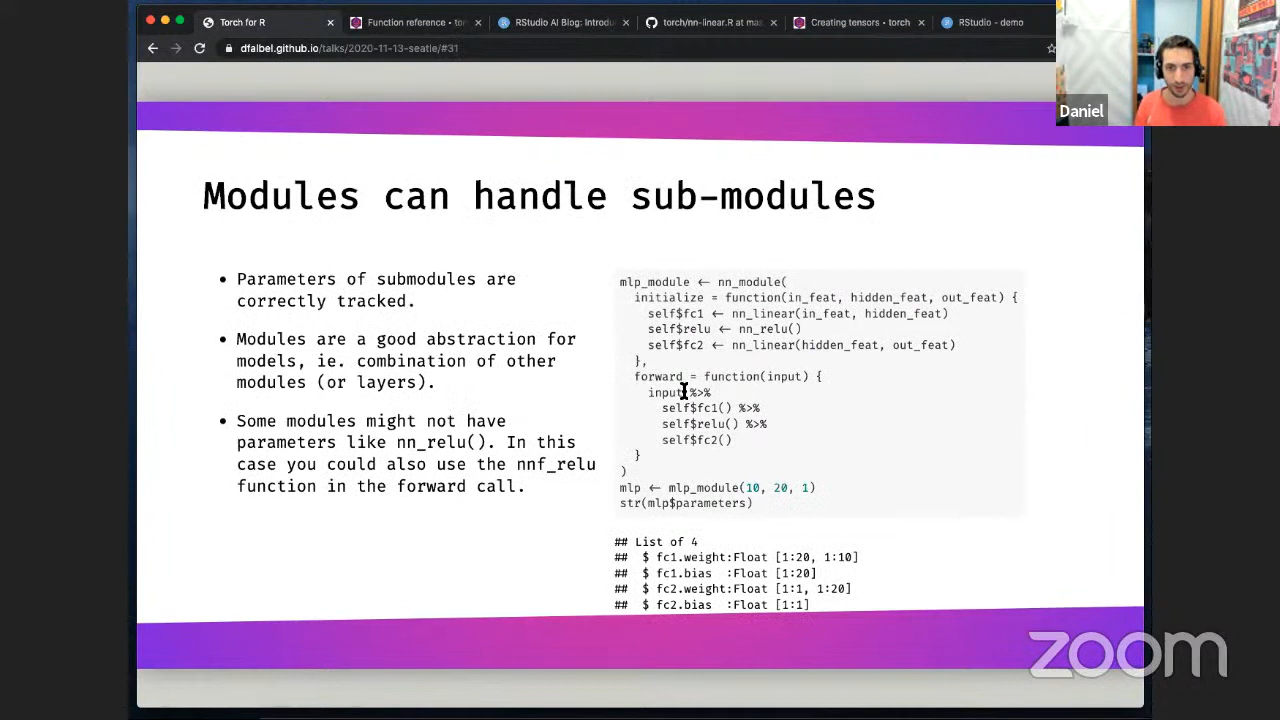 Torch for R
Function reference • tor
RStudio AI Blog: Introdu
torch/nn-linear.R at mas
Creating tensors • torch
RStudio - demo
dfalbel.github.io/talks/2020-11-13-seatle/#31
Daniel
Modules can handle sub-modules
• Parameters of submodules are
correctly tracked.
• Modules are a good abstraction for
models, ie. combination of other
modules (or layers).
• Some modules might not have
parameters like nn_relu(). In this
case you could also use the nnf_relu
function in the forward call.
mlp_module <- nn_module(
initialize = function(in_feat, hidden_feat, out_feat) {
self$fc1 <- nn_linear(in_feat, hidden_feat)
self$relu <- nn_relu()
self$fc2 <- nn_linear(hidden_feat, out_feat)
},
forward = function(input) {
input %>%
self$fc1() %>%
self$relu() %>%
self$fc2()
}
)
mlp <- mlp_module(10, 20, 1)
str(mlp$parameters)
## List of 4
## $ fc1.weight:Float [1:20, 1:10]
## $ fc1.bias :Float [1:20]
## $ fc2.weight:Float [1:1, 1:20]
## $ fc2.bias :Float [1:1]
zoom